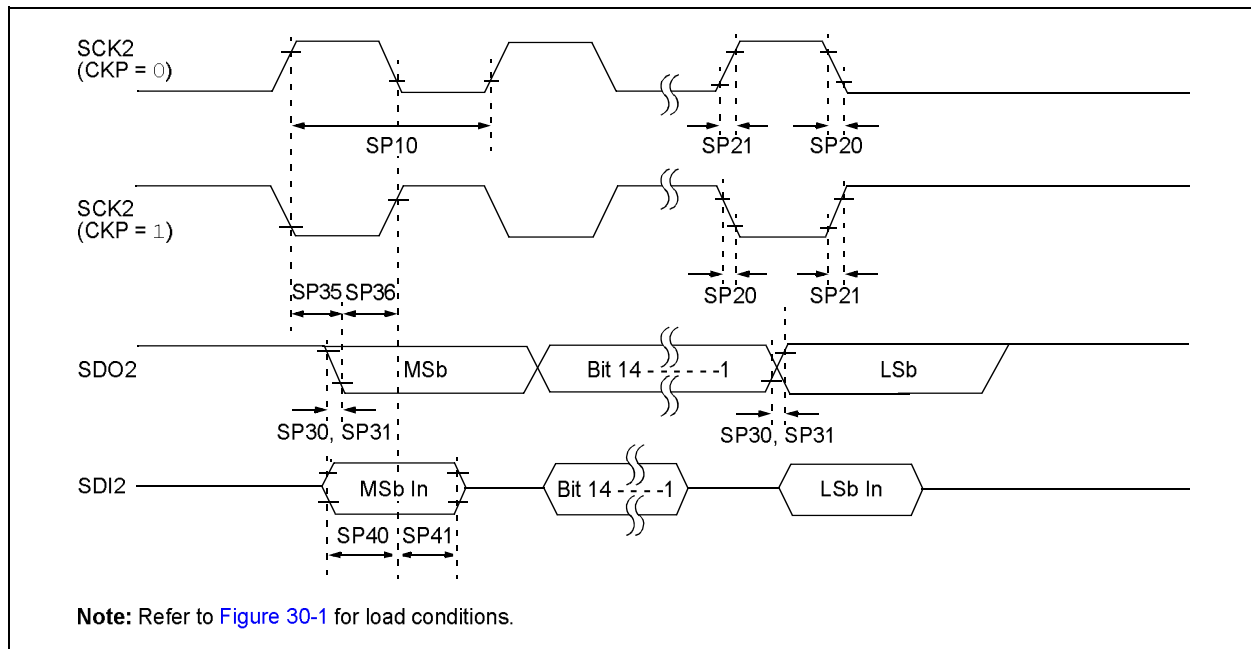 SCK2
(CKP = 0)
SP10
SP21
SP20
SCK2
(CKP = 1)
SP20
SP21
SP35
SP36
SDO2
MSb
Bit 14 - - - - - -1
LSb
SP30, SP31
SP30, SP31
SDI2
MSb In
Bit 14 - - - -1
LSb In
SP40
SP41
Note: Refer to Figure 30-1 for load conditions.